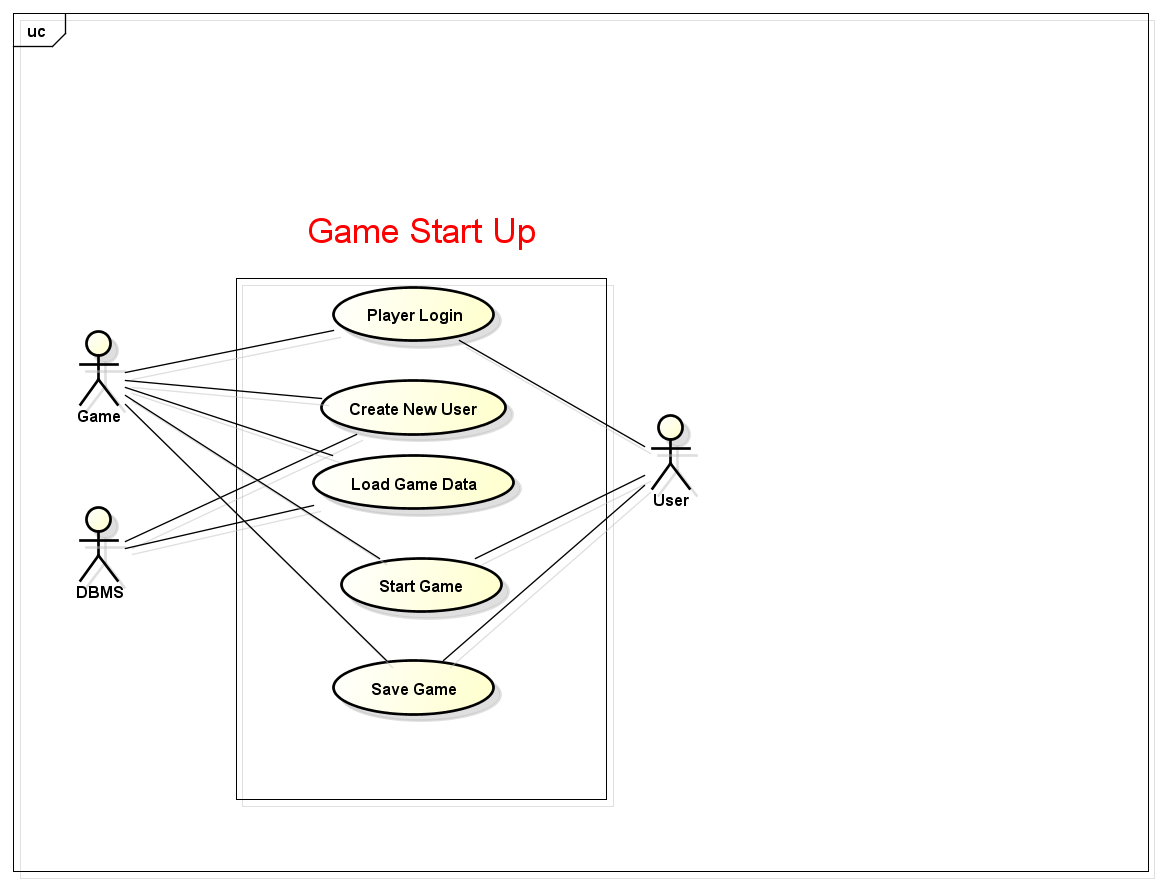 uc
Game Start Up
Player Login
Create New User
Game
Load Game Data
User
Start Game
DBMS
Save Game